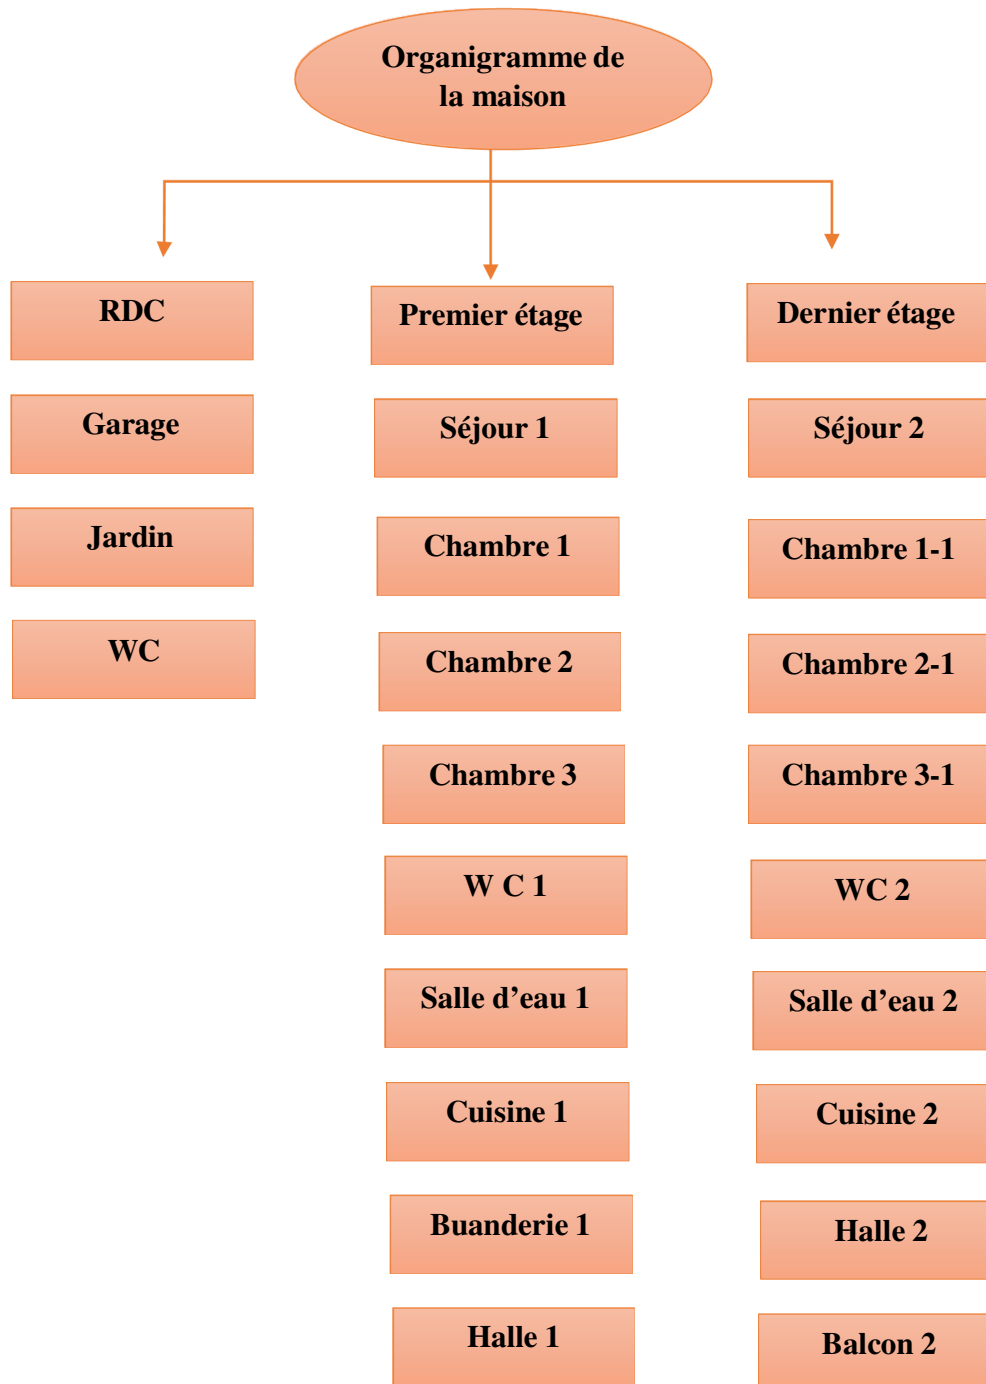 Organigramme de
la maison
RDC
Garage
Jardin
WC
Premier étage
Séjour 1
Chambre 1
Chambre 2
Chambre 3
W C 1
Salle d’eau 1
Cuisine 1
Buanderie 1
Halle 1
Dernier étage
Séjour 2
Chambre 1-1
Chambre 2-1
Chambre 3-1
WC 2
Salle d’eau 2
Cuisine 2
Halle 2
Balcon 2